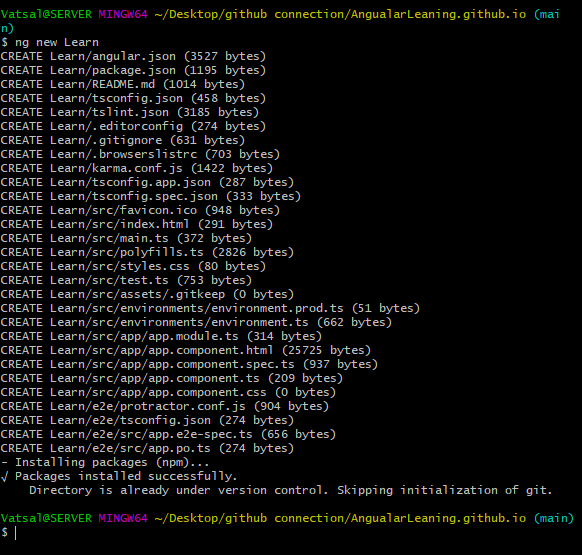 Vatsal@SERVER MINGW64 ~/Desktop/github connection/AngualarLeaning.github.io (mai
n)
$ ng new Learn
CREATE Learn/angular.json (3527 bytes)
CREATE Learn/package.json (1195 bytes)
CREATE Learn/README.md (1014 bytes)
CREATE Learn/tsconfig.json (458 bytes)
CREATE Learn/tslint.json (3185 bytes)
CREATE Learn/.editorconfig (274 bytes)
CREATE Learn/.gitignore (631 bytes)
CREATE Learn/.browserslistrc (703 bytes)
CREATE Learn/karma.conf.js (1422 bytes)
CREATE Learn/tsconfig.app.json (287 bytes)
CREATE Learn/tsconfig.spec.json (333 bytes)
CREATE Learn/src/favicon.ico (948 bytes)
CREATE Learn/src/index.html (291 bytes)
CREATE Learn/src/main.ts (372 bytes)
CREATE Learn/src/polyfills.ts (2826 bytes)
CREATE Learn/src/styles.css (80 bytes)
CREATE Learn/src/test.ts (753 bytes)
CREATE Learn/src/assets/.gitkeep (0 bytes)
CREATE Learn/src/environments/environment.prod.ts (51 bytes)
CREATE Learn/src/environments/environment.ts (662 bytes)
CREATE Learn/src/app/app.module.ts (314 bytes)
CREATE Learn/src/app/app.component.html (25725 bytes)
CREATE Learn/src/app/app.component.spec.ts (937 bytes)
CREATE Learn/src/app/app.component.ts (209 bytes)
CREATE Learn/src/app/app.component.css (0 bytes)
CREATE Learn/e2e/protractor.conf.js (904 bytes)
CREATE Learn/e2e/tsconfig.json (274 bytes)
CREATE Learn/e2e/src/app.e2e-spec.ts (656 bytes)
CREATE Learn/e2e/src/app.po.ts (274 bytes)
- Installing packages (npm)...
√ Packages installed successfully.
Directory is already under version control. Skipping initialization of git.
Vatsal@SERVER MINGW64 ~/Desktop/github connection/AngualarLeaning.github.io (main)
$